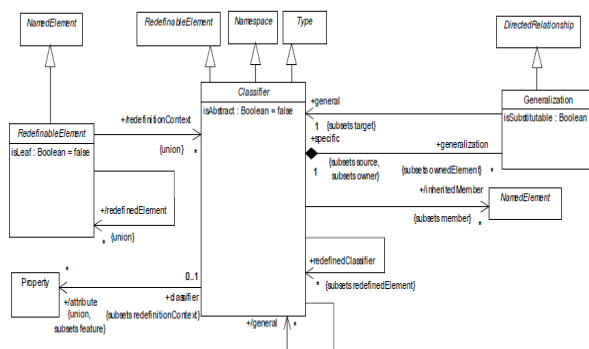 NamedElement
RedefinableElement
Namespace
Type
DirectedRelationship
Classifier
isAbstract : Boolean = false
+general
1 {subsets target}
Generalization
isSubstitutable : Boolean
RedefinableElement
isLeaf : Boolean = false
+/redefinitionContext
{union} *
+specific
1 {subsets source,
subsets owner}
+generalization
{subsets ownedElement} *
+/redefinedElement
* {union}
+/inheritedMember
{subsets member} *
NamedElement
+redefinedClassifier
* {subsets redefinedElement}
Property
*
+/attribute
{union,
subsets feature}
0..1
+classifier
{subsets redefinitionContext}
+/general *